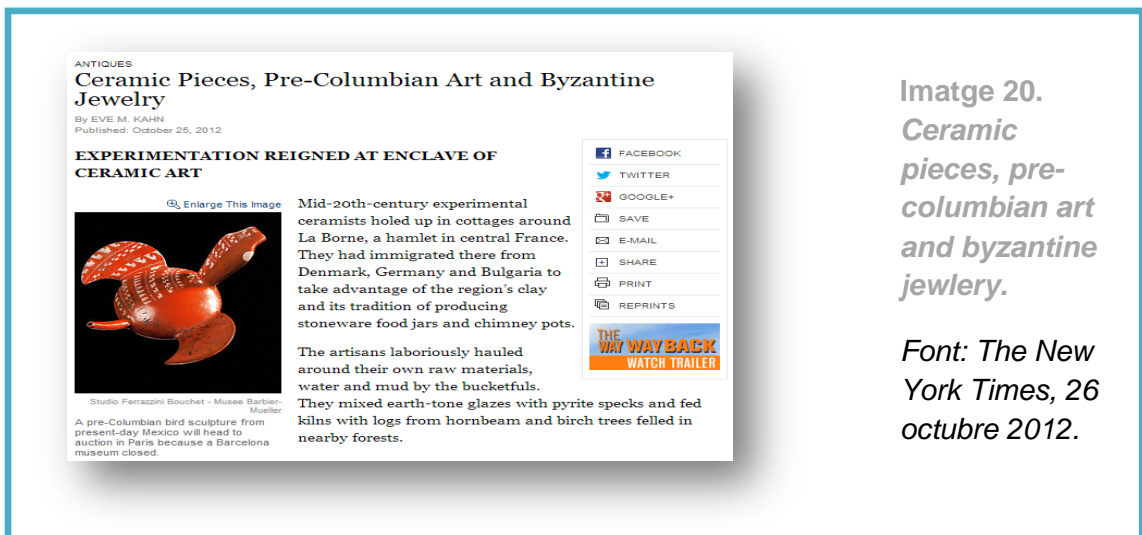 ANTIQUES
Ceramic Pieces, Pre-Columbian Art and Byzantine
Jewelry
By EVE M. KAHN
Published: October 25, 2012
EXPERIMENTATION REIGNED AT ENCLAVE OF
CERAMIC ART
Enlarge This Image
Studio Ferrazzini Bouchet - Musee Barbier-
Mueller
A pre-Columbian bird sculpture from
present-day Mexico will head to
auction in Paris because a Barcelona
museum closed.
Mid-20th-century experimental
ceramists holed up in cottages around
La Borne, a hamlet in central France.
They had immigrated there from
Denmark, Germany and Bulgaria to
take advantage of the region's clay
and its tradition of producing
stoneware food jars and chimney pots.
The artisans laboriously hauled
around their own raw materials,
water and mud by the bucketfuls.
They mixed earth-tone glazes with pyrite specks and fed
kilns with logs from hornbeam and birch trees felled in
nearby forests.
FACEBOOK
TWITTER
GOOGLE+
SAVE
E-MAIL
SHARE
PRINT
REPRINTS
THE
WAY WAY BACK
WATCH TRAILER
Imatge 20.
Ceramic
pieces, pre-
columbian art
and byzantine
jewlery.
Font: The New
York Times, 26
octubre 2012.